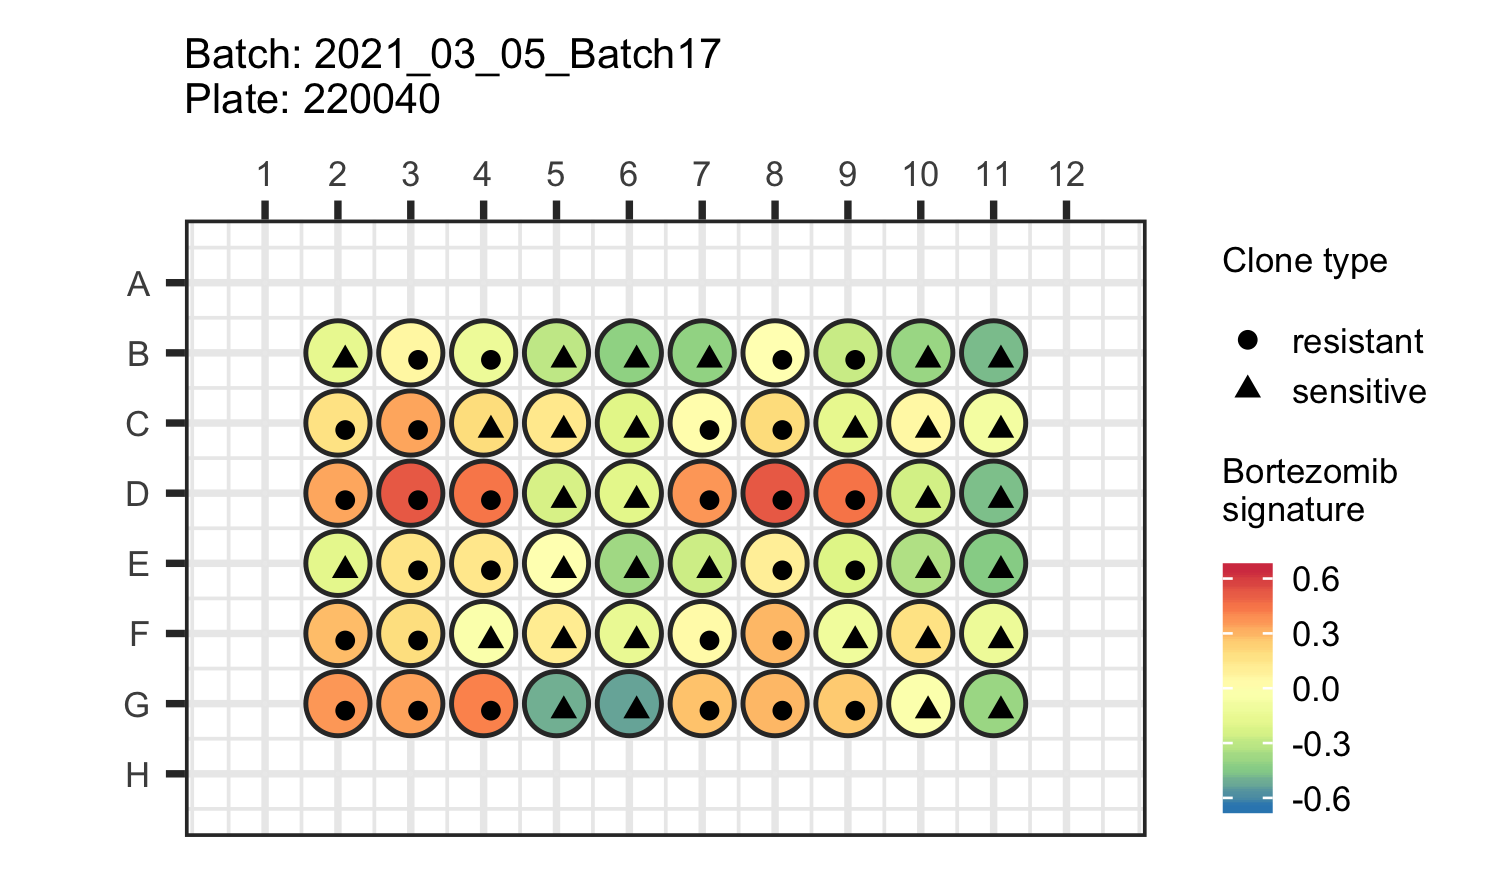 Batch: 2021_03_05_Batch17
Plate: 220040
1 2 3 4 5 6 7 8 9 10 11 12
A
B
C
D
E
F
G
H
Clone type
resistant
sensitive
Bortezomib
signature
0.6
0.3
0.0
-0.3
-0.6